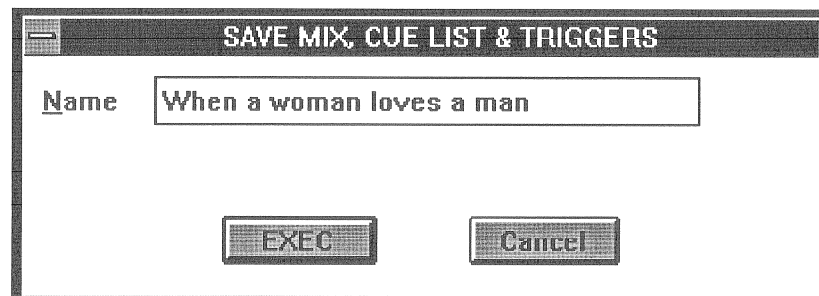 SAVE MIX, CUE LIST & TRIGGERS
Name When a woman loves a man
EXEC Cancel